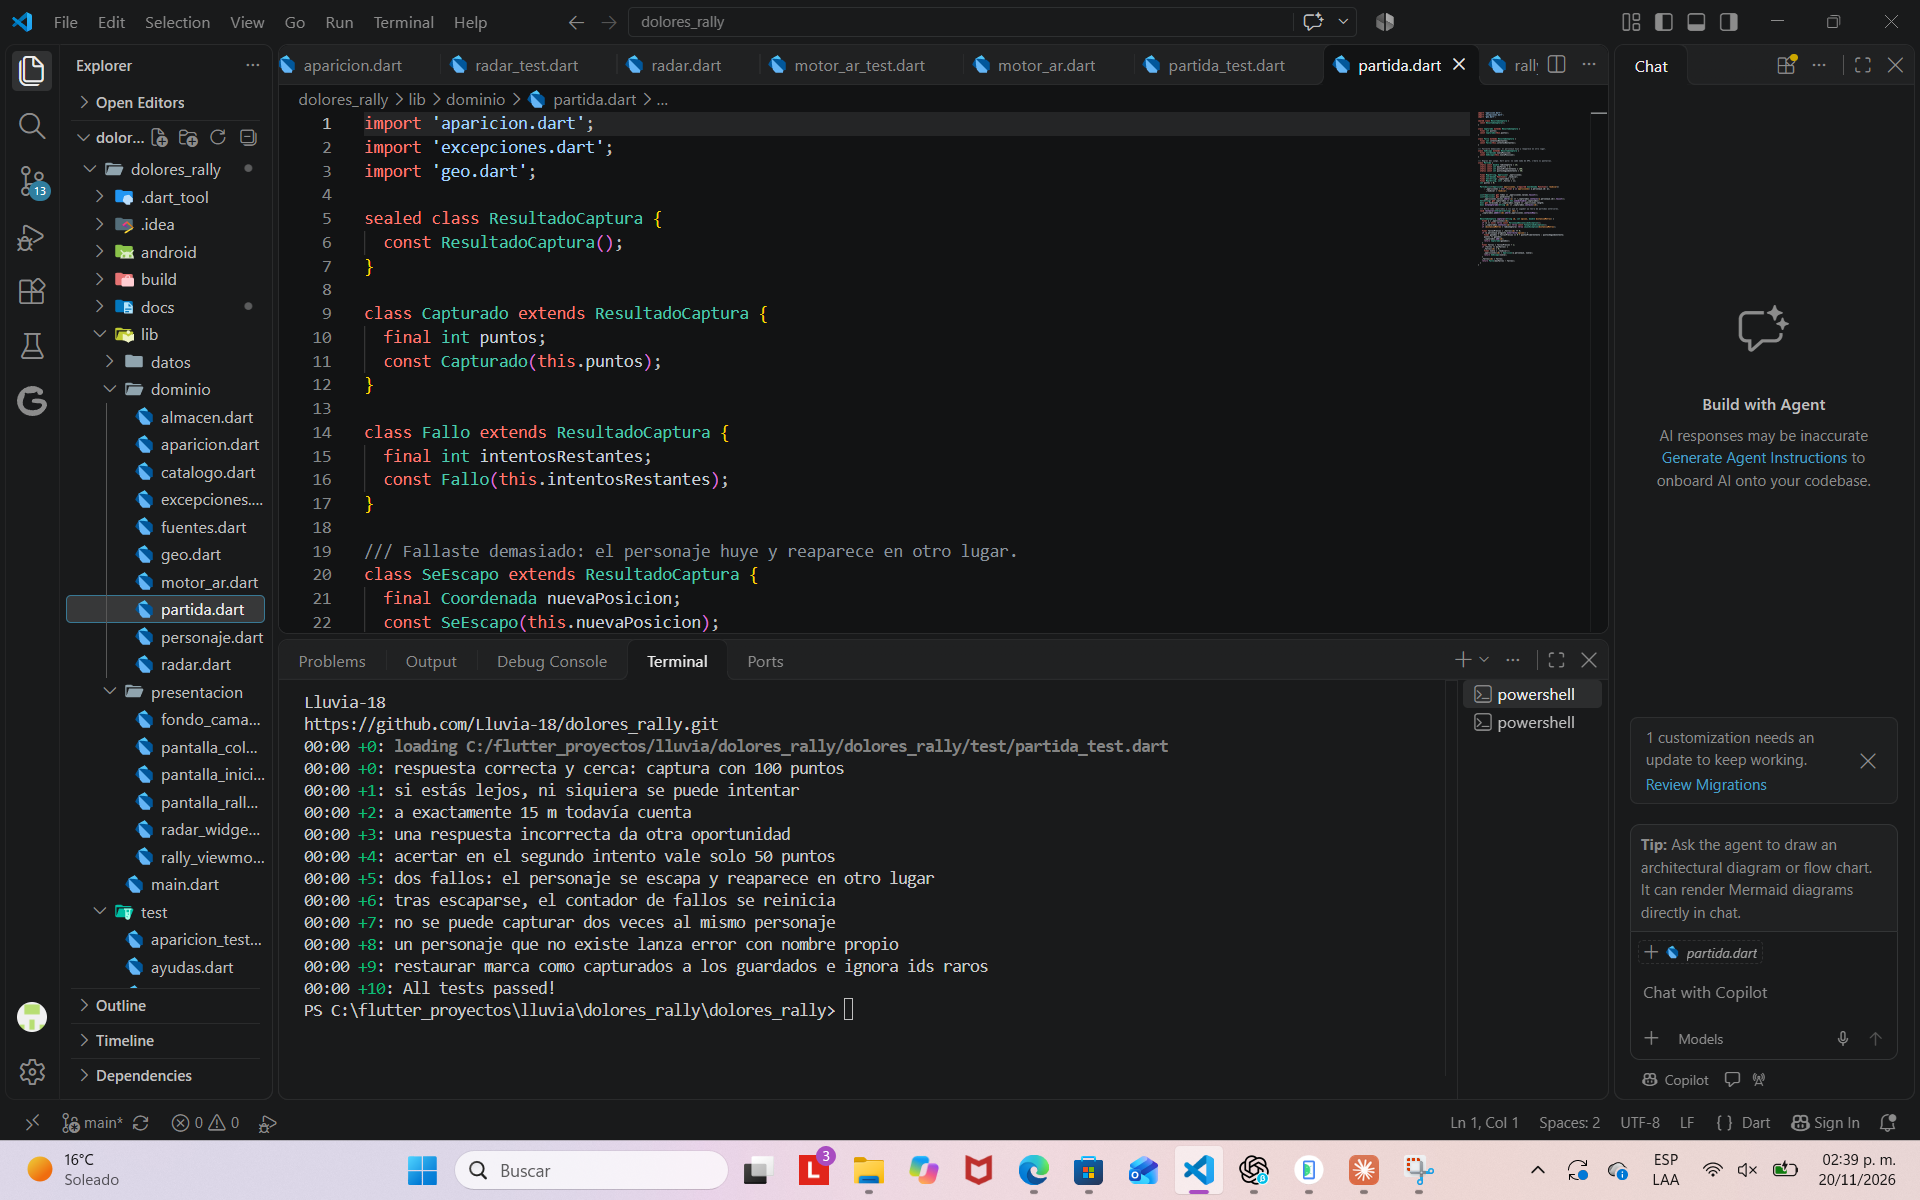 File Edit Selection View Go Run Terminal Help
dolores_rally
Explorer
Open Editors
dolor...
dolores_rally
.dart_tool
.idea
android
build
docs
lib
datos
dominio
almacen.dart
aparicion.dart
catalogo.dart
excepciones....
fuentes.dart
geo.dart
motor_ar.dart
partida.dart
personaje.dart
radar.dart
presentacion
fondo_cama...
pantalla_col...
pantalla_inici...
pantalla_rall...
radar_widge...
rally_viewmo...
main.dart
test
aparicion_test...
ayudas.dart
Outline
Timeline
Dependencies
13
aparicion.dart radar_test.dart radar.dart motor_ar_test.dart motor_ar.dart partida_test.dart partida.dart rall
dolores_rally > lib > dominio > partida.dart > ...
1 import 'aparicion.dart';
2 import 'excepciones.dart';
3 import 'geo.dart';
4
5 sealed class ResultadoCaptura {
6 const ResultadoCaptura();
7 }
8
9 class Capturado extends ResultadoCaptura {
10 final int puntos;
11 const Capturado(this.puntos);
12 }
13
14 class Fallo extends ResultadoCaptura {
15 final int intentosRestantes;
16 const Fallo(this.intentosRestantes);
17 }
18
19 /// Fallaste demasiado: el personaje huye y reaparece en otro lugar.
20 class SeEscapo extends ResultadoCaptura {
21 final Coordenada nuevaPosicion;
22 const SeEscapo(this.nuevaPosicion);
Problems Output Debug Console Terminal Ports
Lluvia-18
https://github.com/Lluvia-18/dolores_rally.git
00:00 +0: loading C:/flutter_proyectos/lluvia/dolores_rally/dolores_rally/test/partida_test.dart
00:00 +0: respuesta correcta y cerca: captura con 100 puntos
00:00 +1: si estás lejos, ni siquiera se puede intentar
00:00 +2: a exactamente 15 m todavía cuenta
00:00 +3: una respuesta incorrecta da otra oportunidad
00:00 +4: acertar en el segundo intento vale solo 50 puntos
00:00 +5: dos fallos: el personaje se escapa y reaparece en otro lugar
00:00 +6: tras escaparse, el contador de fallos se reinicia
00:00 +7: no se puede capturar dos veces al mismo personaje
00:00 +8: un personaje que no existe lanza error con nombre propio
00:00 +9: restaurar marca como capturados a los guardados e ignora ids raros
00:00 +10: All tests passed!
PS C:\flutter_proyectos\lluvia\dolores_rally\dolores_rally>
powershell
powershell
Chat
Build with Agent
AI responses may be inaccurate
Generate Agent Instructions to
onboard AI onto your codebase.
1 customization needs an
update to keep working.
Review Migrations
Tip: Ask the agent to draw an
architectural diagram or flow chart.
It can render Mermaid diagrams
directly in chat.
partida.dart
Chat with Copilot
Models
Copilot
main* 0 0
Ln 1, Col 1 Spaces: 2 UTF-8 LF { } Dart Sign In
16°C
Soleado
Buscar
3
ESP
LAA
02:39 p. m.
20/11/2026